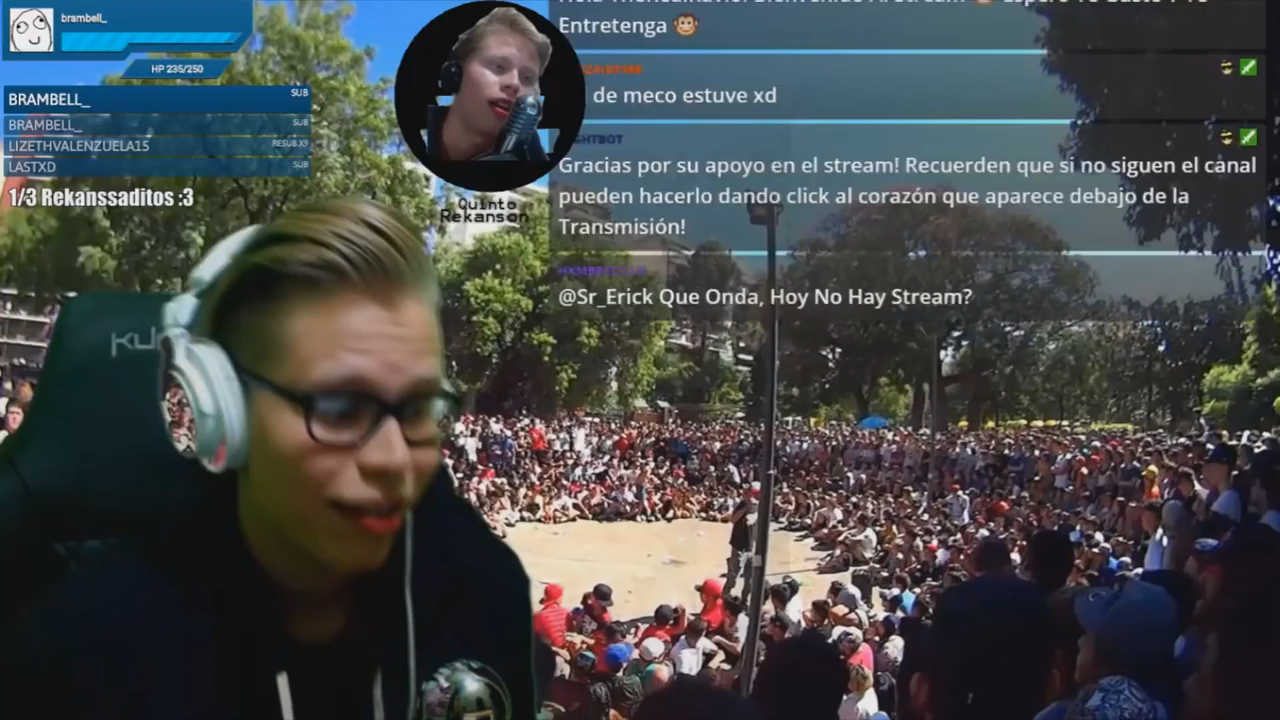 brambell_
HP 235/250
BRAMBELL_
SUB
BRAMBELL_
SUB
LIZETHVALENZUELA15
RESUB X9
LASTXD
SUB
1/3 Rekanssaditos :3
Quinto
Rekanson
Entretenga
de meco estuve xd
Gracias por su apoyo en el stream! Recuerden que si no siguen el canal
pueden hacerlo dando click al corazón que aparece debajo de la
Transmisión!
@Sr_Erick Que Onda, Hoy No Hay Stream?